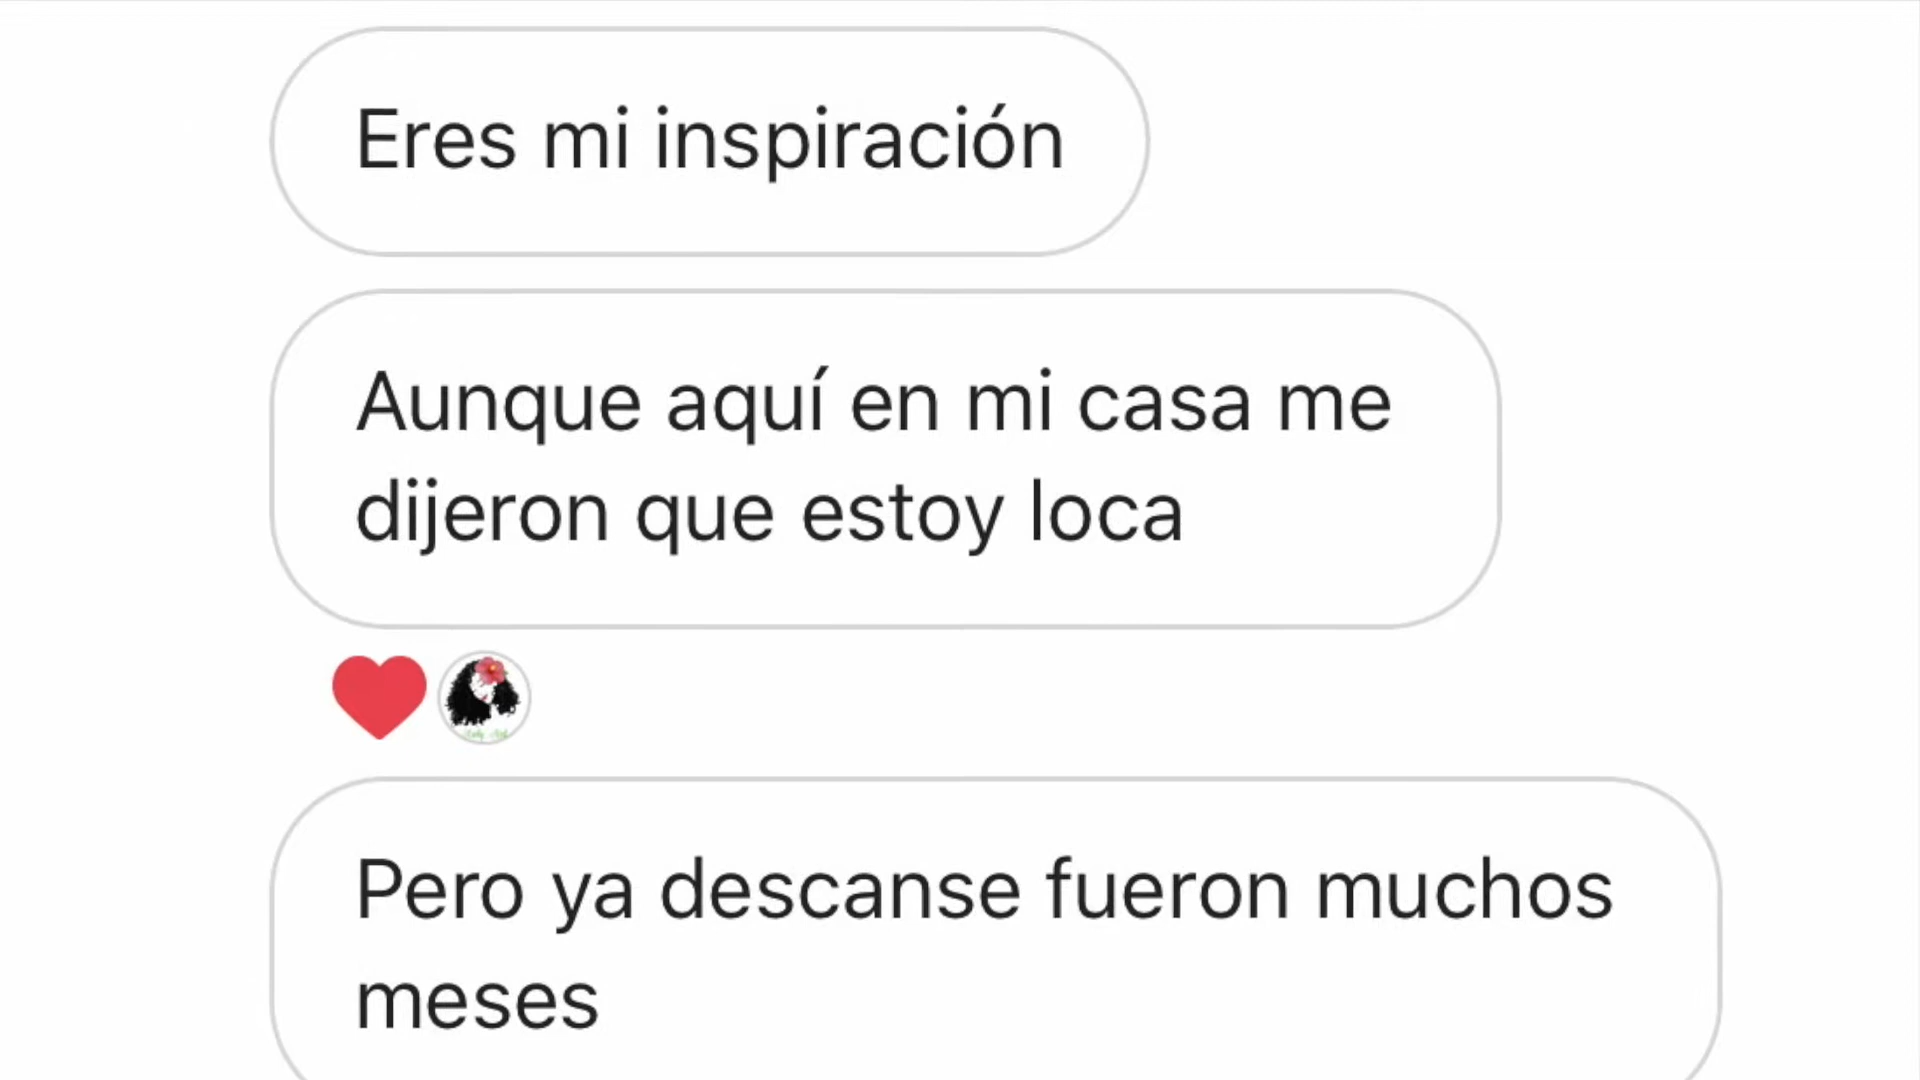 Eres mi inspiración
Aunque aquí en mi casa me
dijeron que estoy loca
Pero ya descanse fueron muchos
meses